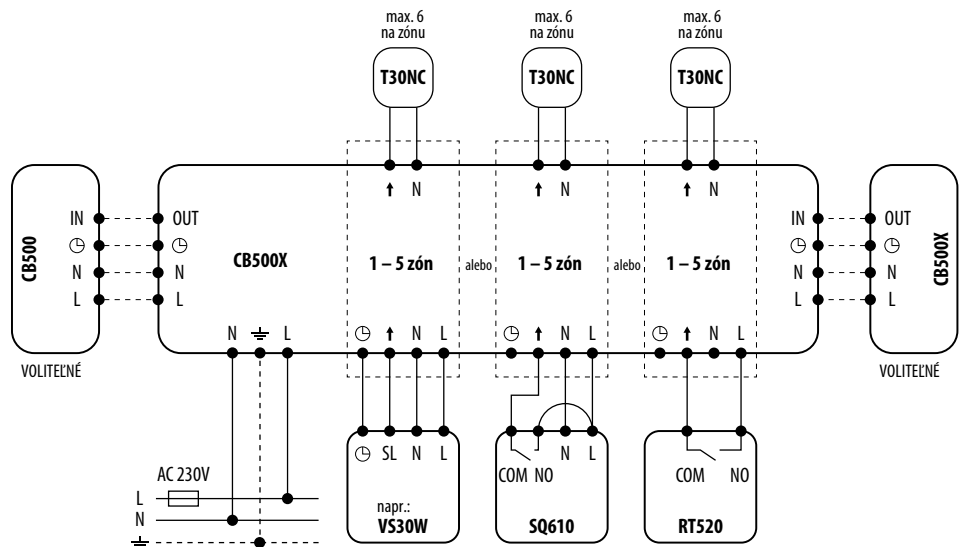 max. 6
na zónu
max. 6
na zónu
max. 6
na zónu
T30NC
T30NC
T30NC
N
N
N
CB500
IN
N
L
OUT
N
L
CB500X
1 – 5 zón
alebo
1 – 5 zón
alebo
1 – 5 zón
IN
N
L
OUT
N
L
CB500X
N
L
N
L
N
L
N
L
VOLITEĽNÉ
VOLITEĽNÉ
SL
N
L
napr.:
VS30W
COM
NO
N
L
SQ610
COM
NO
RT520
AC 230V
L
N